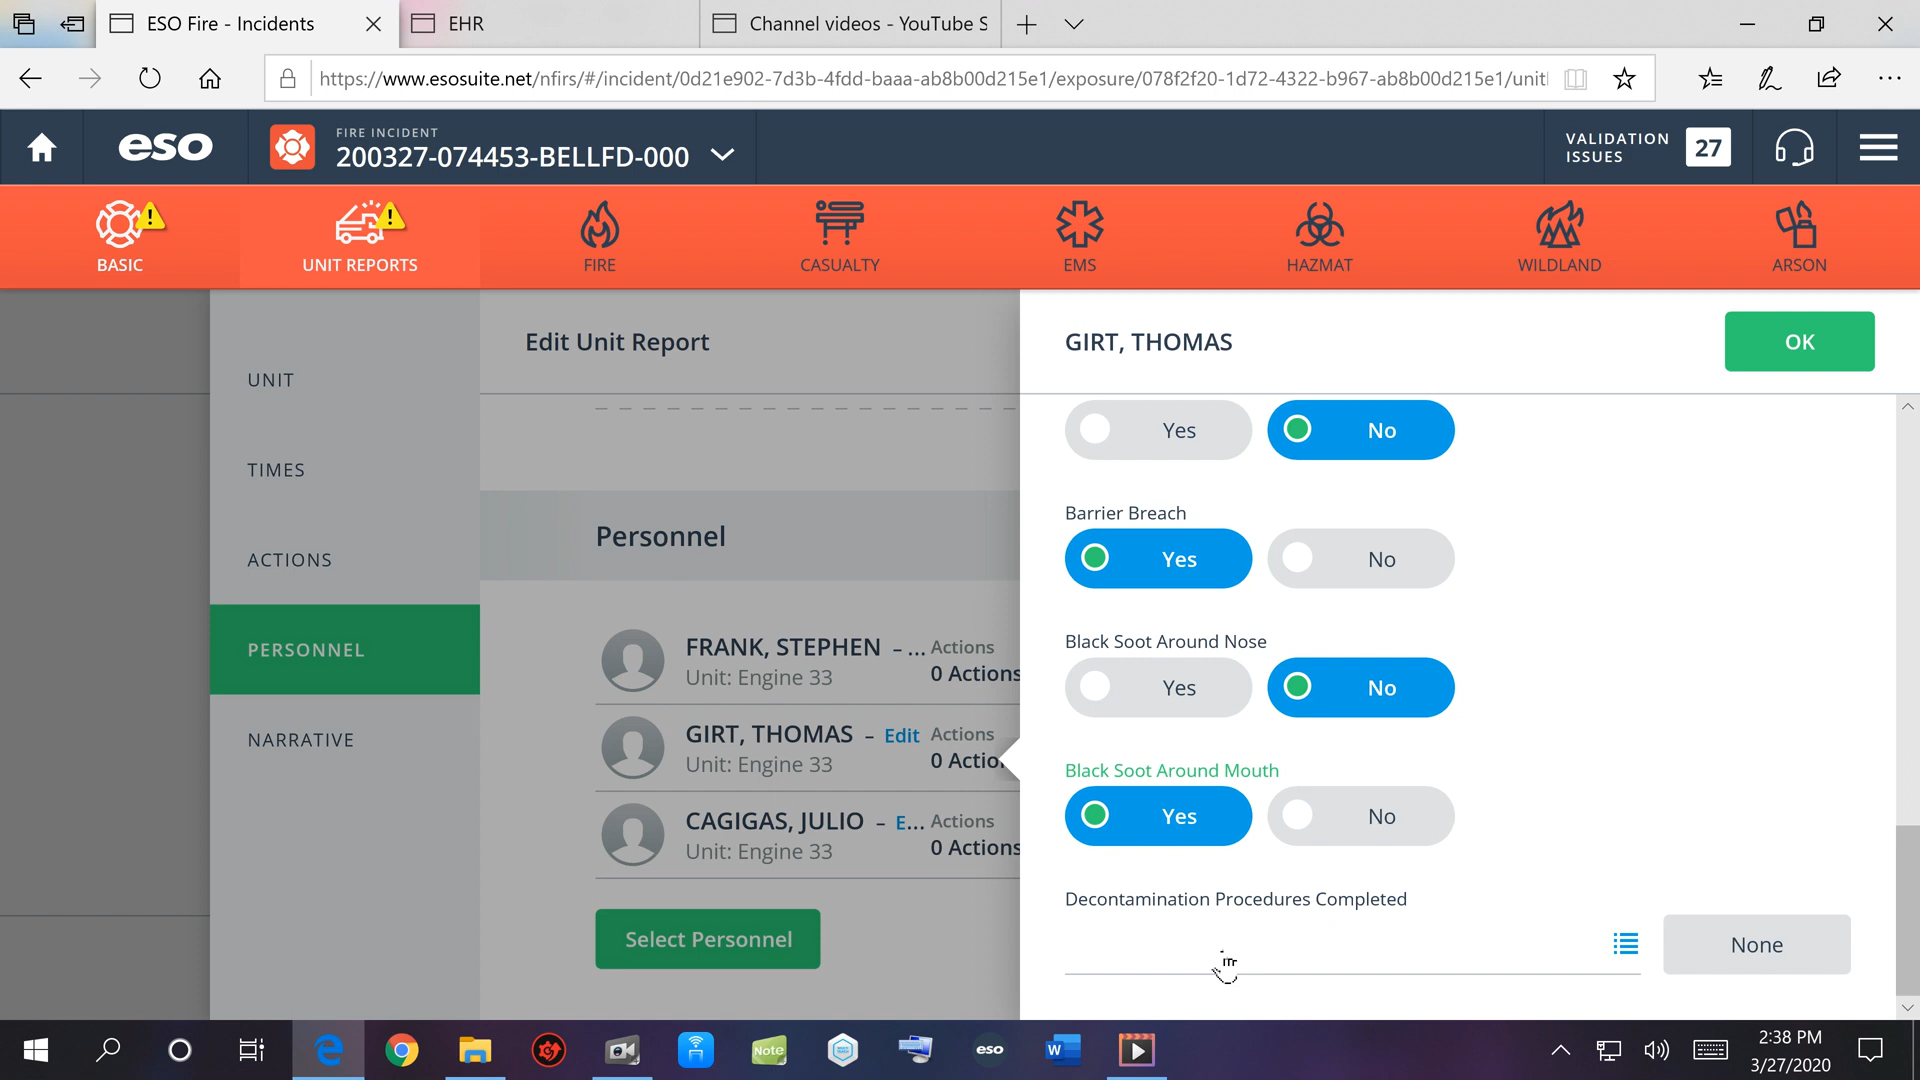 ESO Fire - Incidents
EHR
Channel videos - YouTube S
https://www.esosuite.net/nfirs/#/incident/0d21e902-7d3b-4fdd-baaa-ab8b00d215e1/exposure/078f2f20-1d72-4322-b967-ab8b00d215e1/unit
eso
FIRE INCIDENT
200327-074453-BELLFD-000
VALIDATION
ISSUES
27
BASIC
UNIT REPORTS
FIRE
CASUALTY
EMS
HAZMAT
WILDLAND
ARSON
UNIT
TIMES
ACTIONS
PERSONNEL
NARRATIVE
Edit Unit Report
Personnel
FRANK, STEPHEN – ...
Unit: Engine 33
Actions
0 Actions
GIRT, THOMAS – Edit
Unit: Engine 33
Actions
0 Actio
CAGIGAS, JULIO – E...
Unit: Engine 33
Actions
0 Actions
Select Personnel
GIRT, THOMAS
OK
Yes No
Barrier Breach
Yes No
Black Soot Around Nose
Yes No
Black Soot Around Mouth
Yes No
Decontamination Procedures Completed
None
Note
eso
W
2:38 PM
3/27/2020